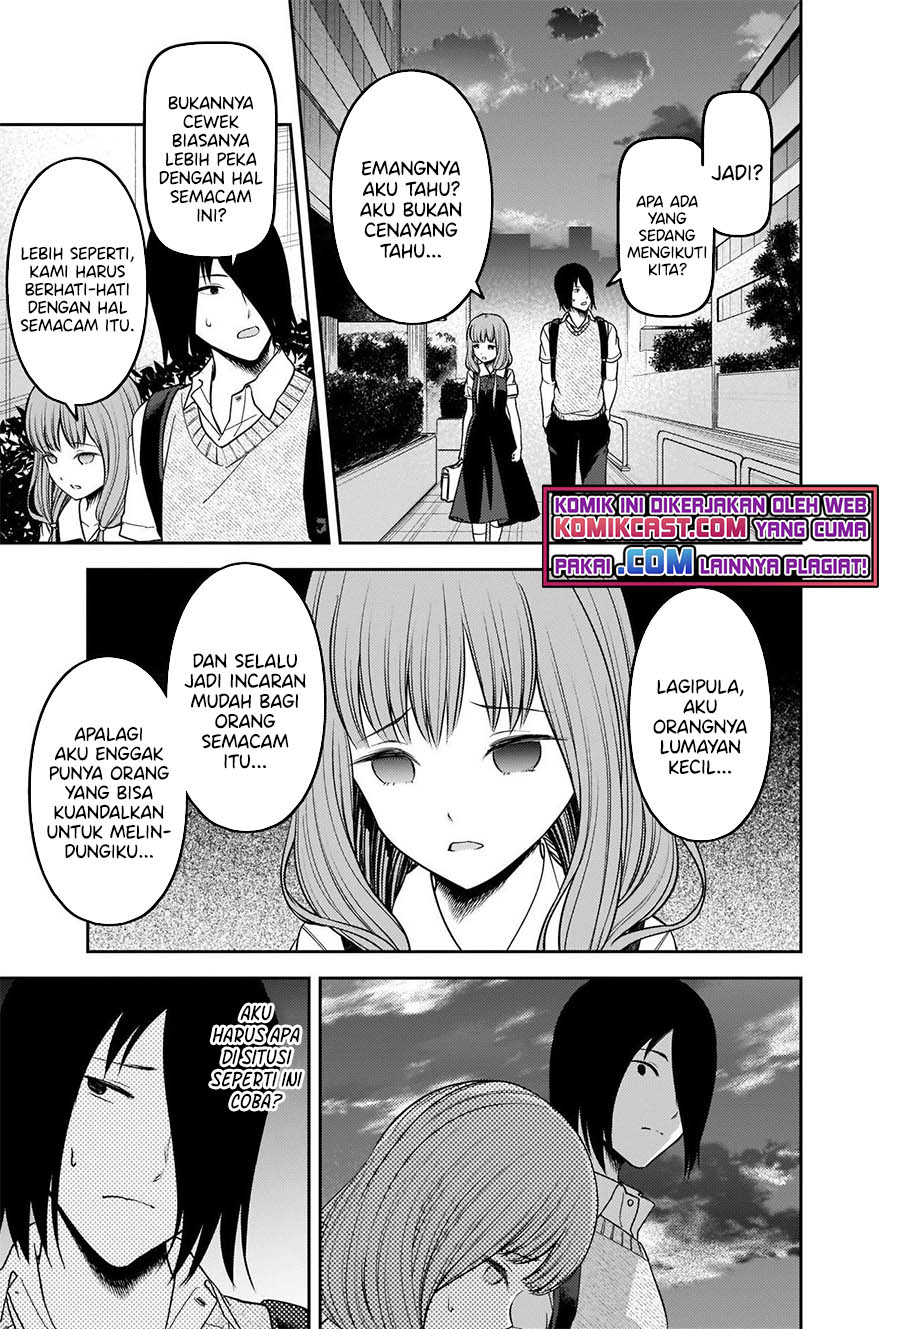 JADI?
APA ADA
YANG
SEDANG
MENGIKUTI
KITA?
EMANGNYA
AKU TAHU?
AKU BUKAN
CENAYANG
TAHU...
BUKANNYA
CEWEK
BIASANYA
LEBIH PEKA
DENGAN HAL
SEMACAM
INI?
LEBIH SEPERTI,
KAMI HARUS
BERHATI-HATI
DENGAN HAL
SEMACAM ITU.
KOMIK INI DIKERJAKAN OLEH WEB
KOMIKCAST.COM YANG CUMA
PAKAI .COM LAINNYA PLAGIAT!
LAGIPULA,
AKU
ORANGNYA
LUMAYAN
KECIL...
DAN SELALU
JADI INCARAN
MUDAH BAGI
ORANG
SEMACAM
ITU...
APALAGI
AKU ENGGAK
PUNYA ORANG
YANG BISA
KUANDALKAN
UNTUK MELIN-
DUNGIKU...
AKU
HARUS APA
DI SITUSI
SEPERTI INI
COBA?